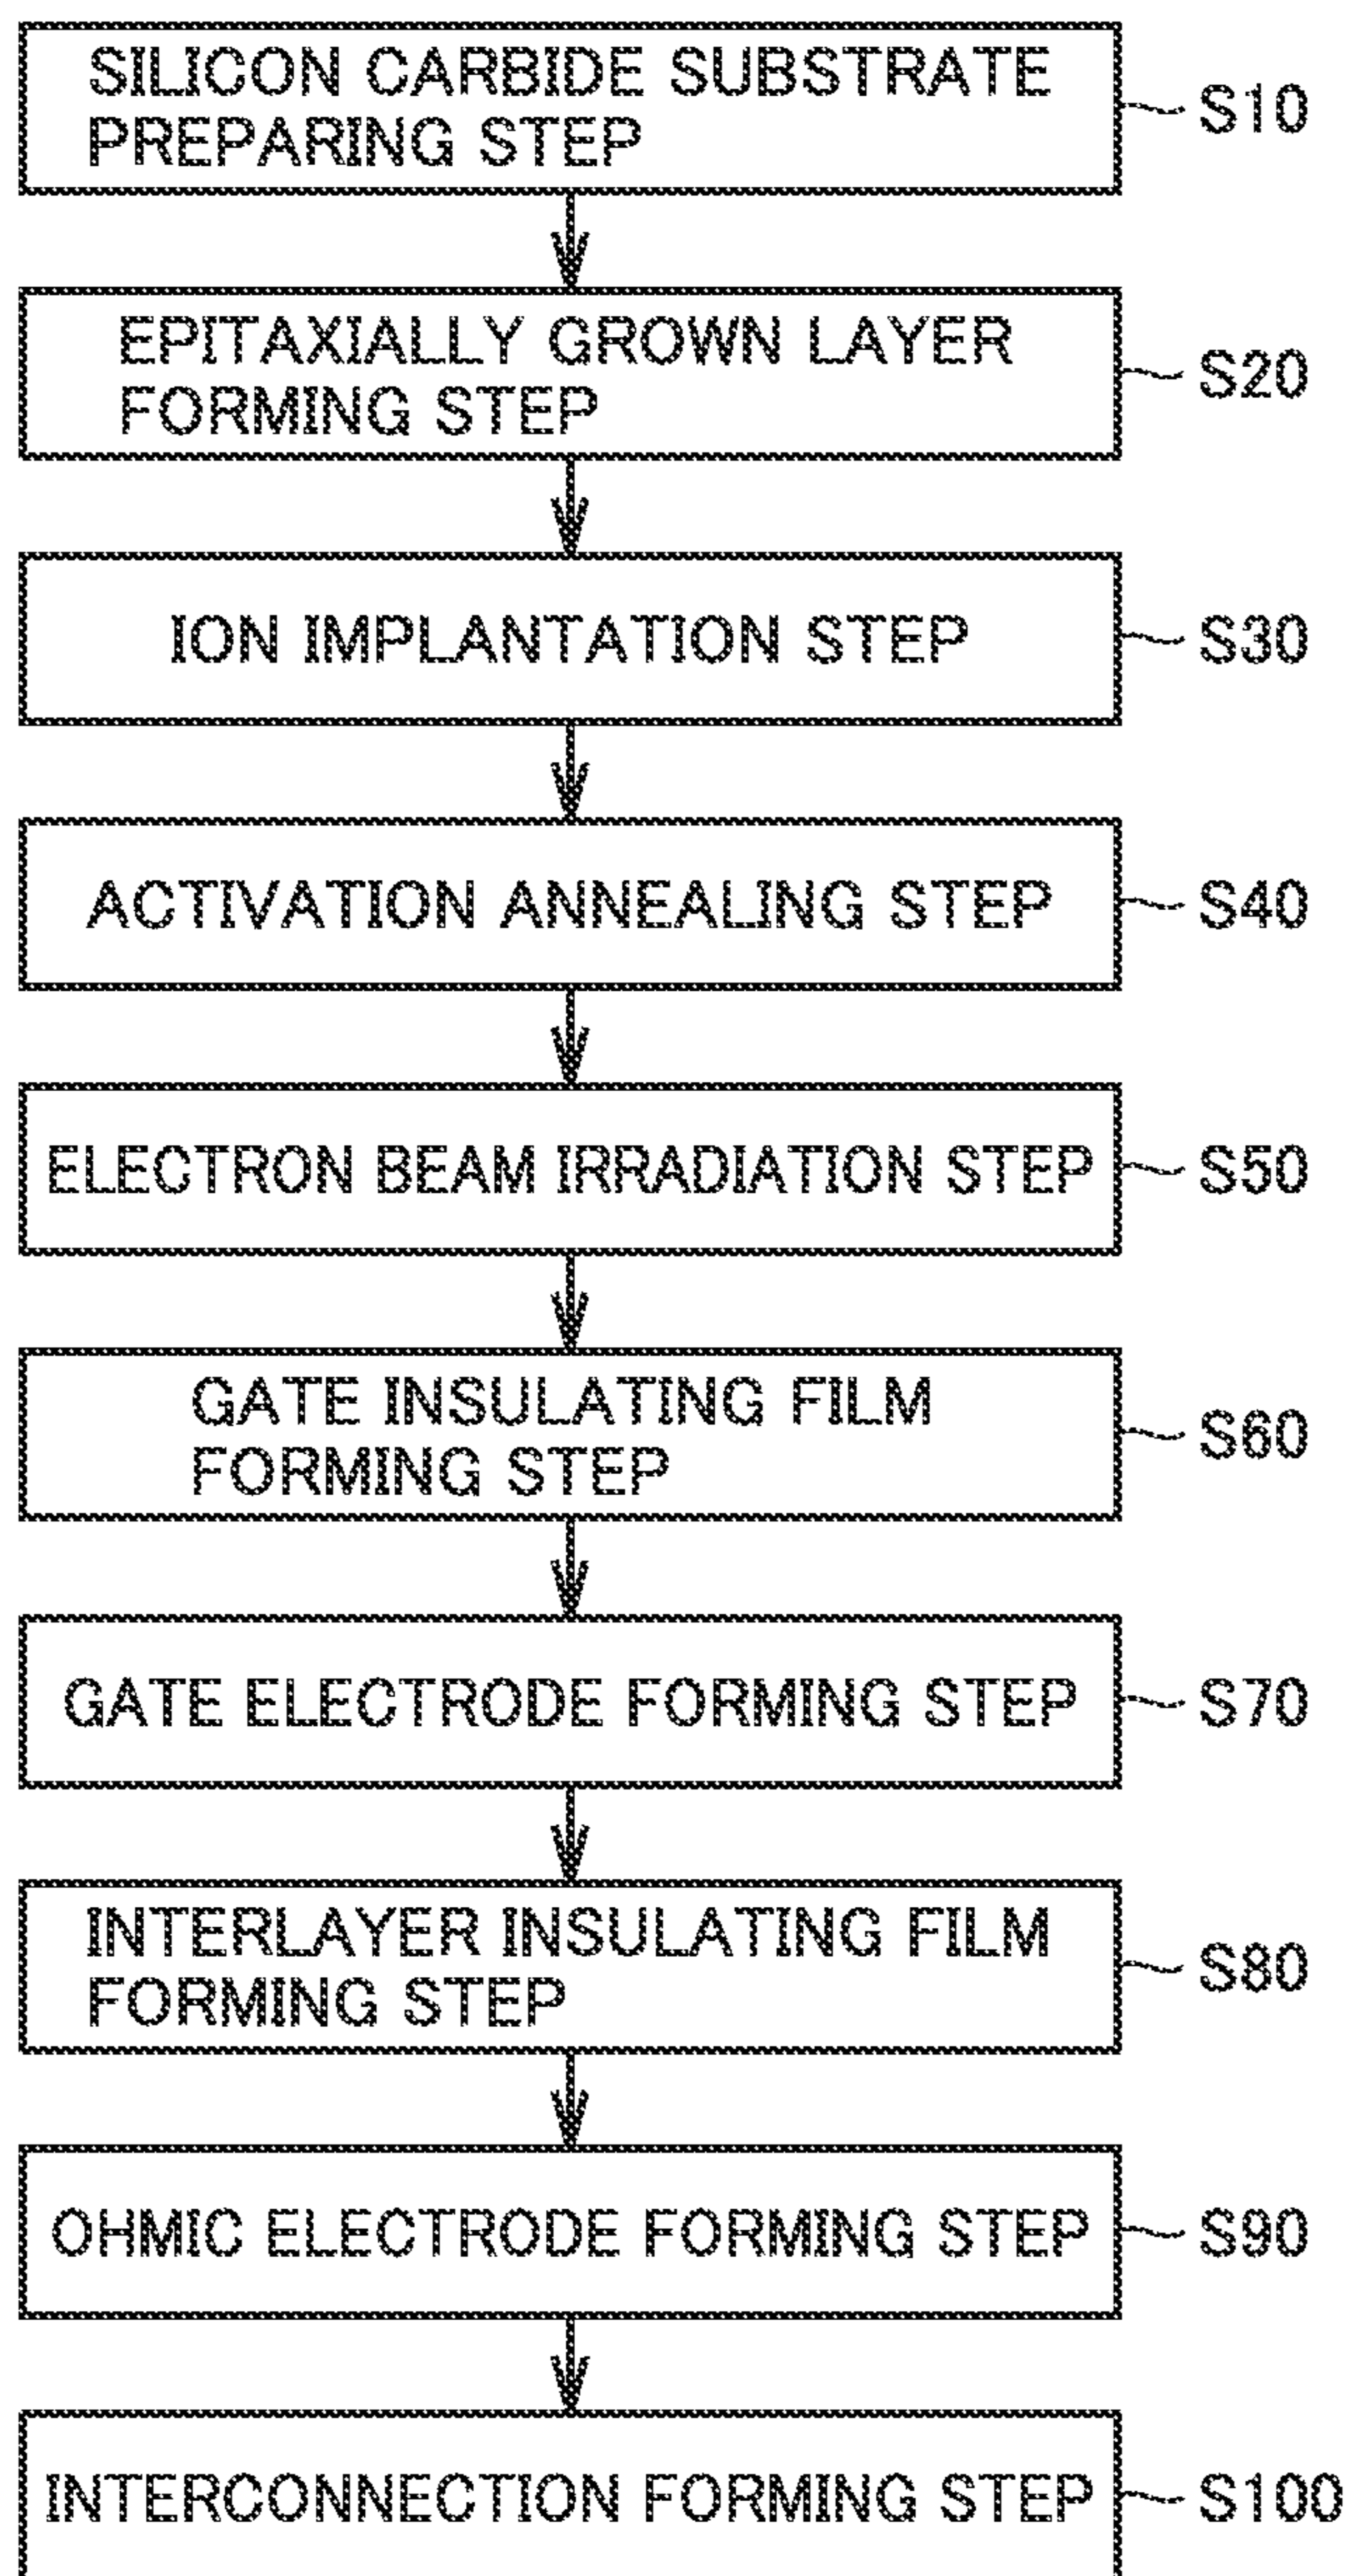 SILICON CARBIDE SUBSTRATE
PREPARING STEP
S10
EPITAXIALLY GROWN LAYER
FORMING STEP
S20
ION IMPLANTATION STEP
S30
ACTIVATION ANNEALING STEP
S40
ELECTRON BEAM IRRADIATION STEP
S50
GATE INSULATING FILM
FORMING STEP
S60
GATE ELECTRODE FORMING STEP
S70
INTERLAYER INSULATING FILM
FORMING STEP
S80
OHMIC ELECTRODE FORMING STEP
S90
INTERCONNECTION FORMING STEP
S100